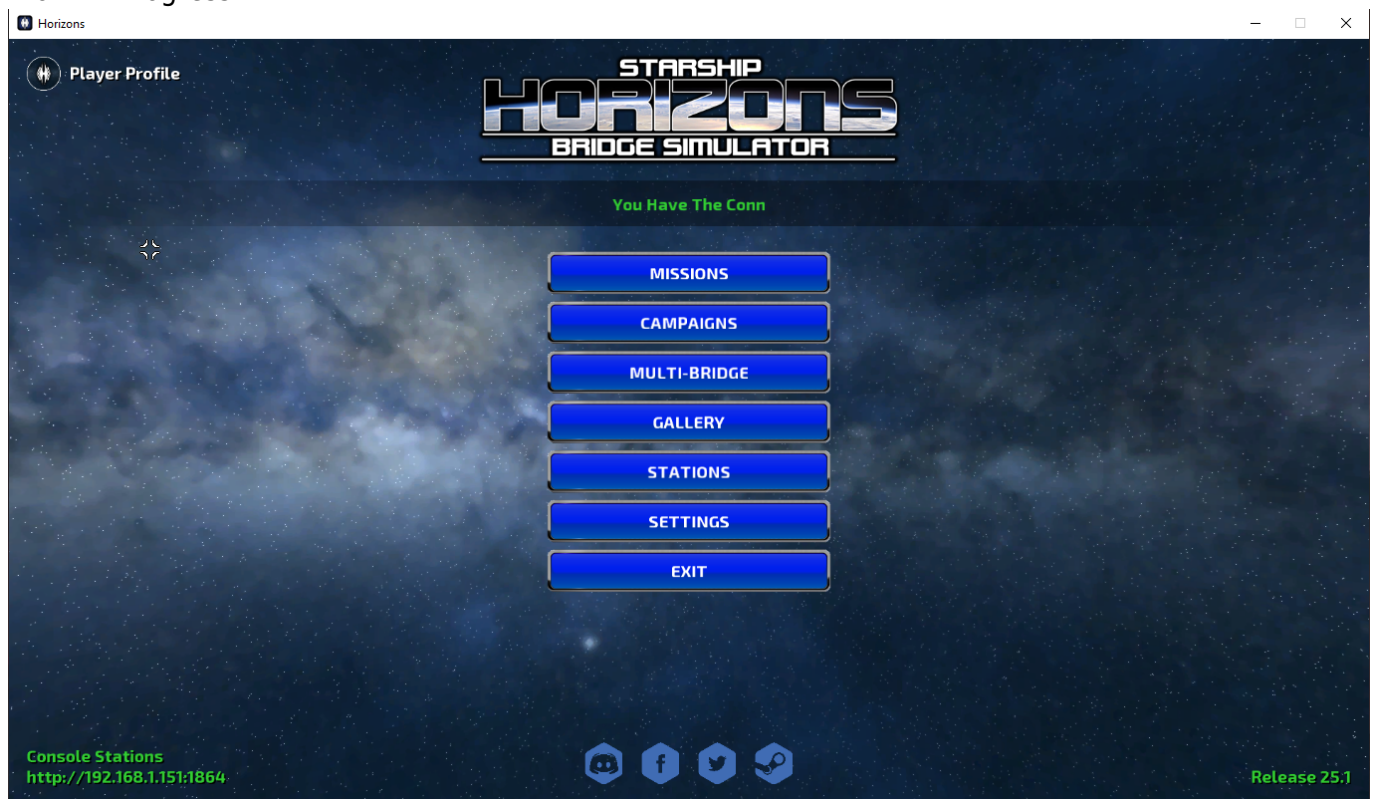 Horizons
Player Profile
STARSHIP
HORIZONS
BRIDGE SIMULATOR
You Have The Conn
MISSIONS
CAMPAIGNS
MULTI-BRIDGE
GALLERY
STATIONS
SETTINGS
EXIT
Console Stations
http://192.168.1.151:1864
Release 25.1